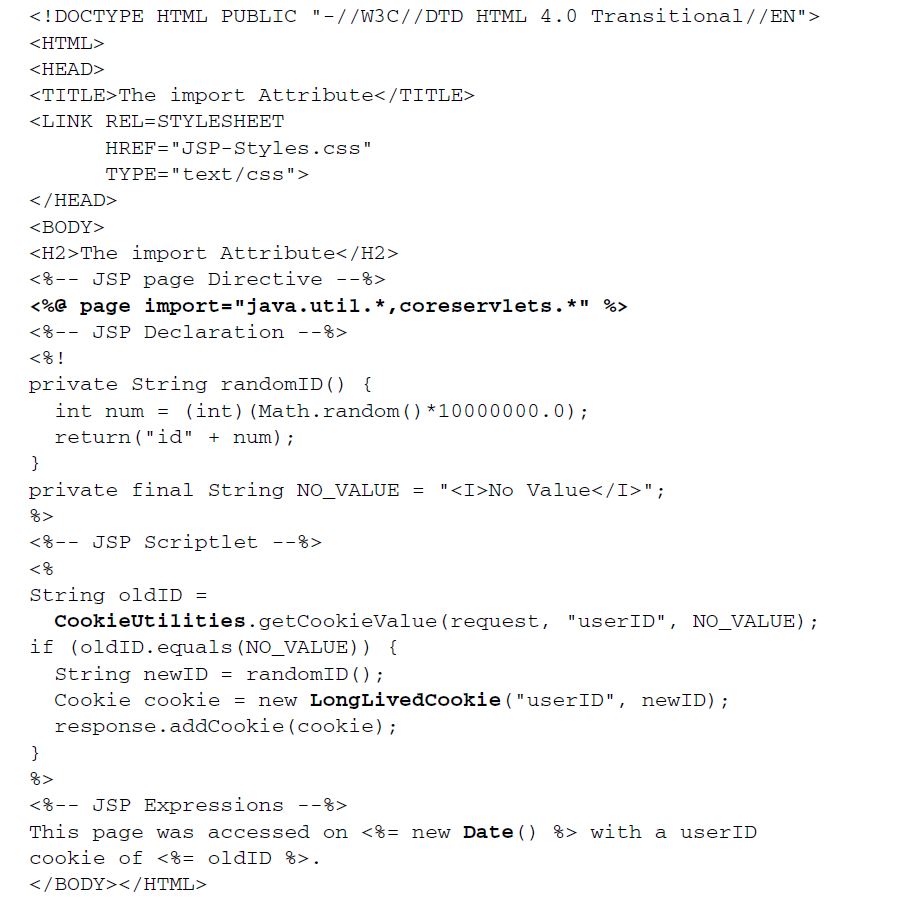 <!DOCTYPE HTML PUBLIC "-//W3C//DTD HTML 4.0 Transitional//EN">
<HTML>
<HEAD>
<TITLE>The import Attribute</TITLE>
<LINK REL=STYLESHEET
      HREF="JSP-Styles.css"
      TYPE="text/css">
</HEAD>
<BODY>
<H2>The import Attribute</H2>
<%-- JSP page Directive --%>
<%@ page import="java.util.*,coreservlets.*" %>
<%-- JSP Declaration --%>
<%!
private String randomID() {
  int num = (int)(Math.random()*10000000.0);
  return("id" + num);
}
private final String NO_VALUE = "<I>No Value</I>";
%>
<%-- JSP Scriptlet --%>
<%
String oldID =
  CookieUtilities.getCookieValue(request, "userID", NO_VALUE);
if (oldID.equals(NO_VALUE)) {
  String newID = randomID();
  Cookie cookie = new LongLivedCookie("userID", newID);
  response.addCookie(cookie);
}
%>
<%-- JSP Expressions --%>
This page was accessed on <%= new Date() %> with a userID
cookie of <%= oldID %>.
</BODY></HTML>